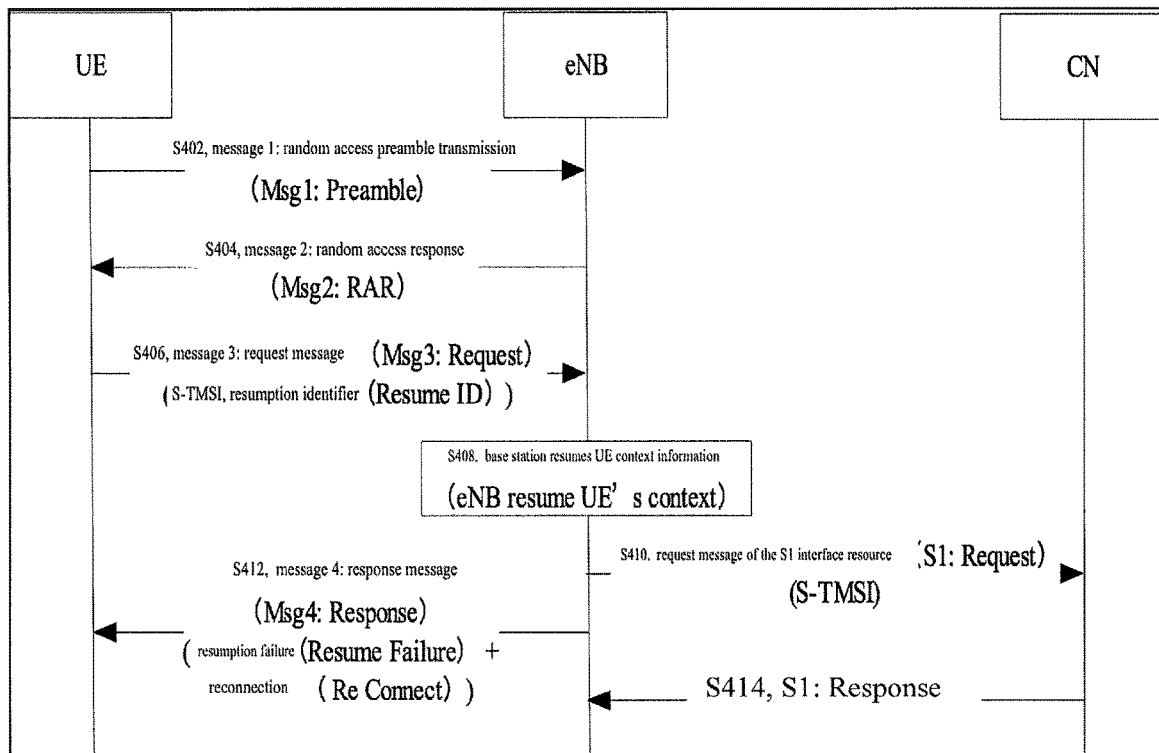 UE
eNB
CN
S402, message 1: random access preamble transmission
(Msg1: Preamble)
S404, message 2: random access response
(Msg2: RAR)
S406, message 3: request message (Msg3: Request)
( S-TMSI, resumption identifier (Resume ID) )
S408, base station resumes UE context information
(eNB resume UE's context)
S410, request message of the S1 interface resource (S1: Request)
(S-TMSI)
S412, message 4: response message
(Msg4: Response)
( resumption failure (Resume Failure) +
reconnection (Re Connect) )
S414, S1: Response